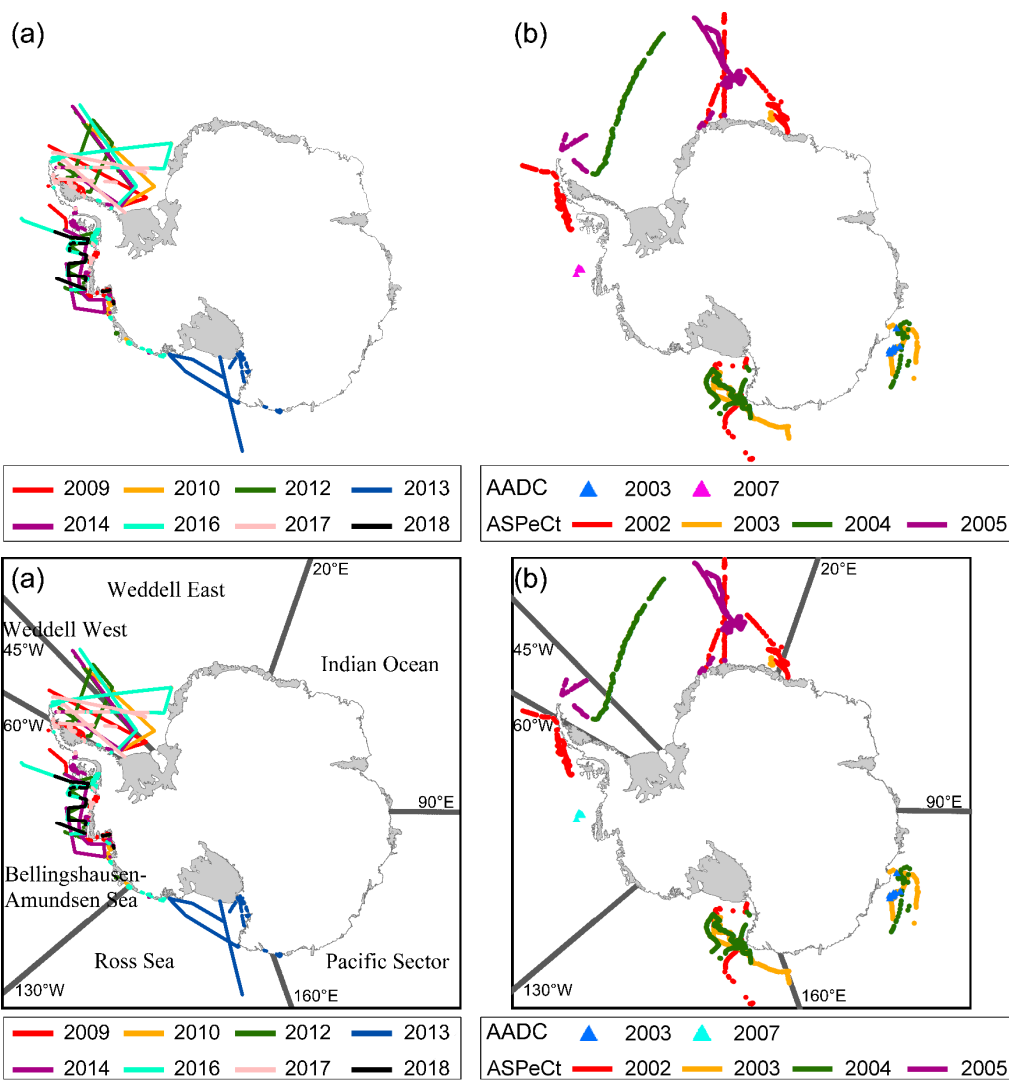 (a)
(b)
2009 2010 2012 2013
2014 2016 2017 2018
AADC 2003 2007
ASPeCt 2002 2003 2004 2005
(a)
Weddell East
20°E
Weddell West
45°W
Indian Ocean
60°W
90°E
Bellingshausen-
Amundsen Sea
Ross Sea
Pacific Sector
130°W
160°E
(b)
20°E
45°W
60°W
90°E
130°W
160°E
2009 2010 2012 2013
2014 2016 2017 2018
AADC 2003 2007
ASPeCt 2002 2003 2004 2005